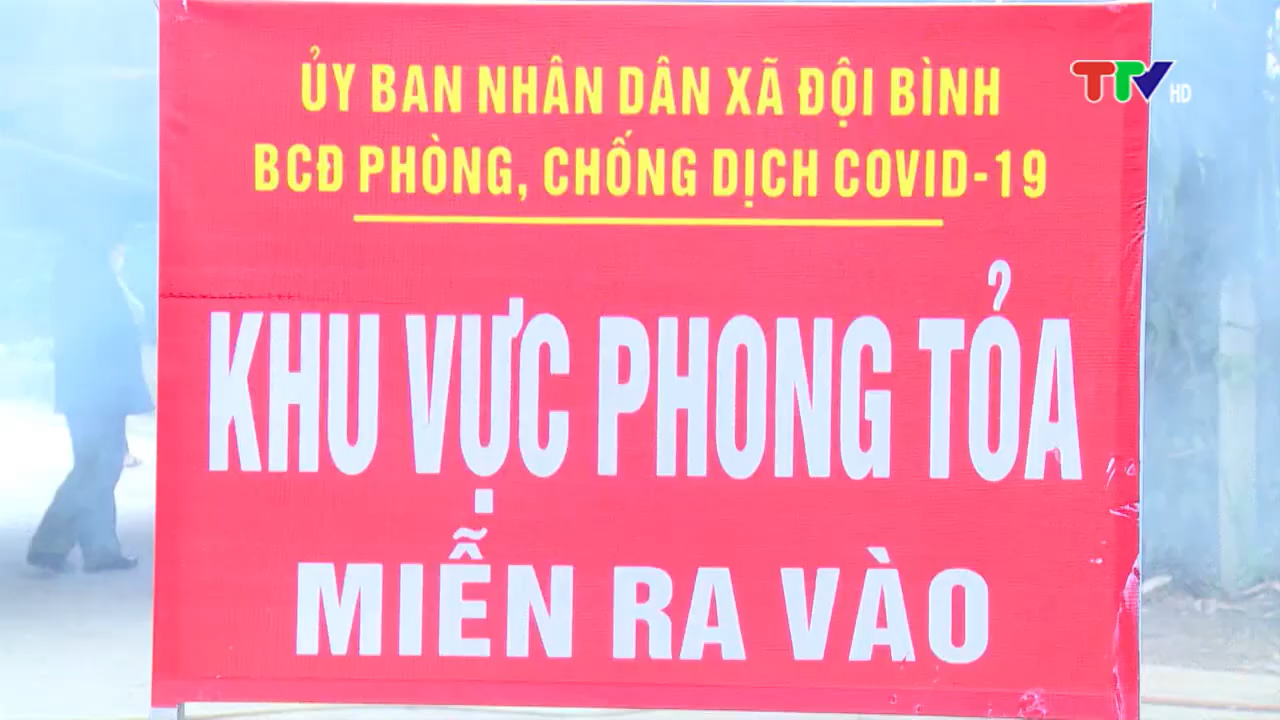 ỦY BAN NHÂN DÂN XÃ ĐỘI BÌNH
BCĐ PHÒNG, CHỐNG DỊCH COVID-19
KHU VỰC PHONG TỎA
MIỄN RA VÀO
TTV HD